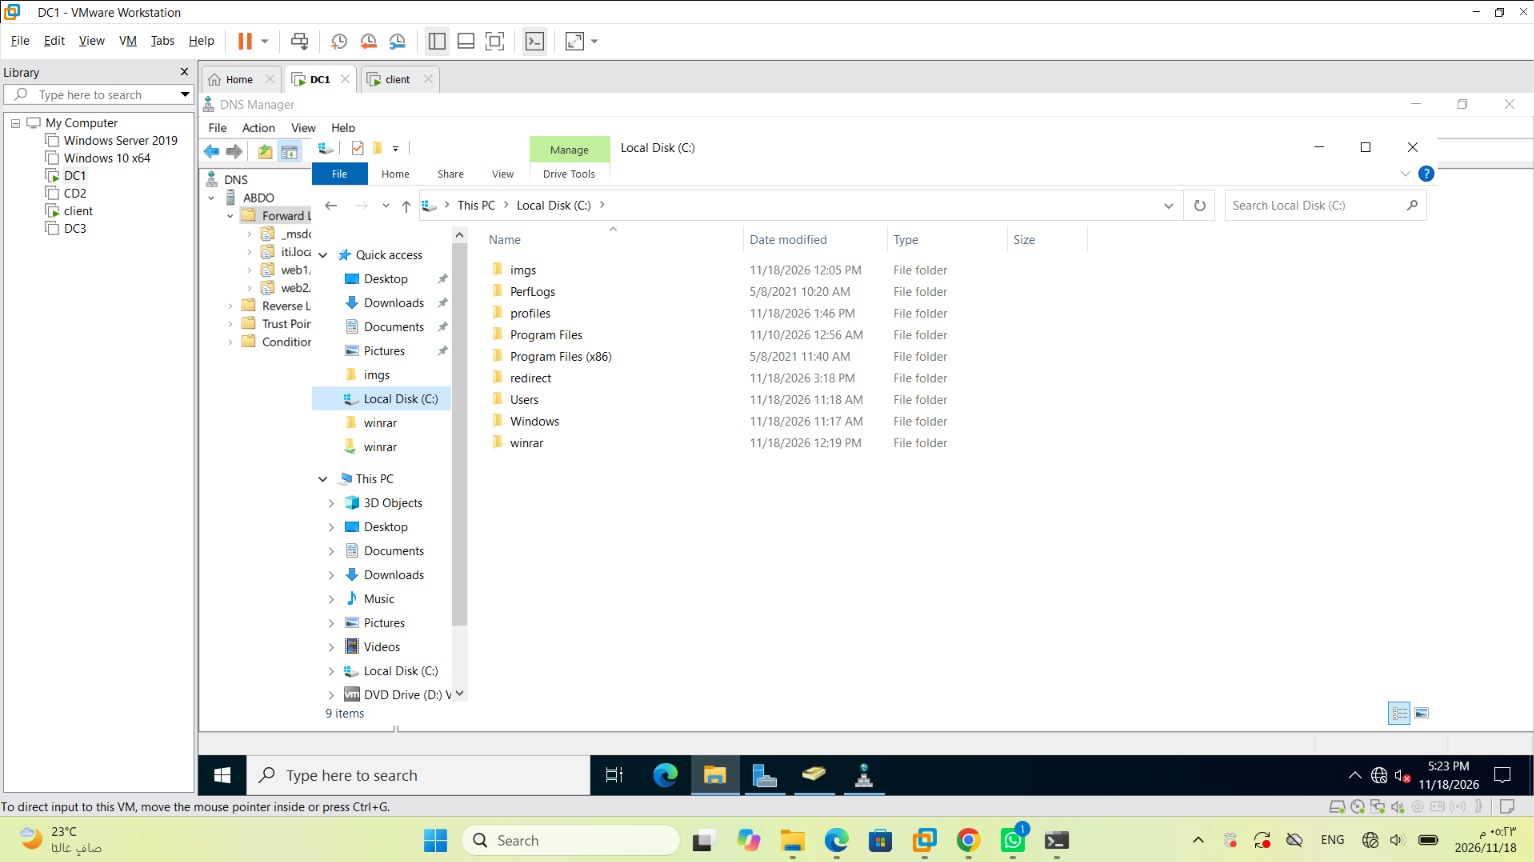 DC1 - VMware Workstation
File Edit View VM Tabs Help
Library
Type here to search
My Computer
Windows Server 2019
Windows 10 x64
DC1
CD2
client
DC3
Home DC1 client
DNS Manager
File Action View Help
DNS
ABDO
Forward L
_msdc
iti.loca
web1.
web2.
Reverse L
Trust Poin
Condition
Manage Local Disk (C:)
File Home Share View Drive Tools
This PC Local Disk (C:)
Search Local Disk (C:)
Quick access
Desktop
Downloads
Documents
Pictures
imgs
Local Disk (C:)
winrar
winrar
This PC
3D Objects
Desktop
Documents
Downloads
Music
Pictures
Videos
Local Disk (C:)
DVD Drive (D:) V
Name Date modified Type Size
imgs 11/18/2026 12:05 PM File folder
PerfLogs 5/8/2021 10:20 AM File folder
profiles 11/18/2026 1:46 PM File folder
Program Files 11/10/2026 12:56 AM File folder
Program Files (x86) 5/8/2021 11:40 AM File folder
redirect 11/18/2026 3:18 PM File folder
Users 11/18/2026 11:18 AM File folder
Windows 11/18/2026 11:17 AM File folder
winrar 11/18/2026 12:19 PM File folder
9 items
Type here to search
5:23 PM
11/18/2026
To direct input to this VM, move the mouse pointer inside or press Ctrl+G.
23°C
صافٍ غالبًا
Search
1
ENG
٠٥:٢٣ م
2026/11/18